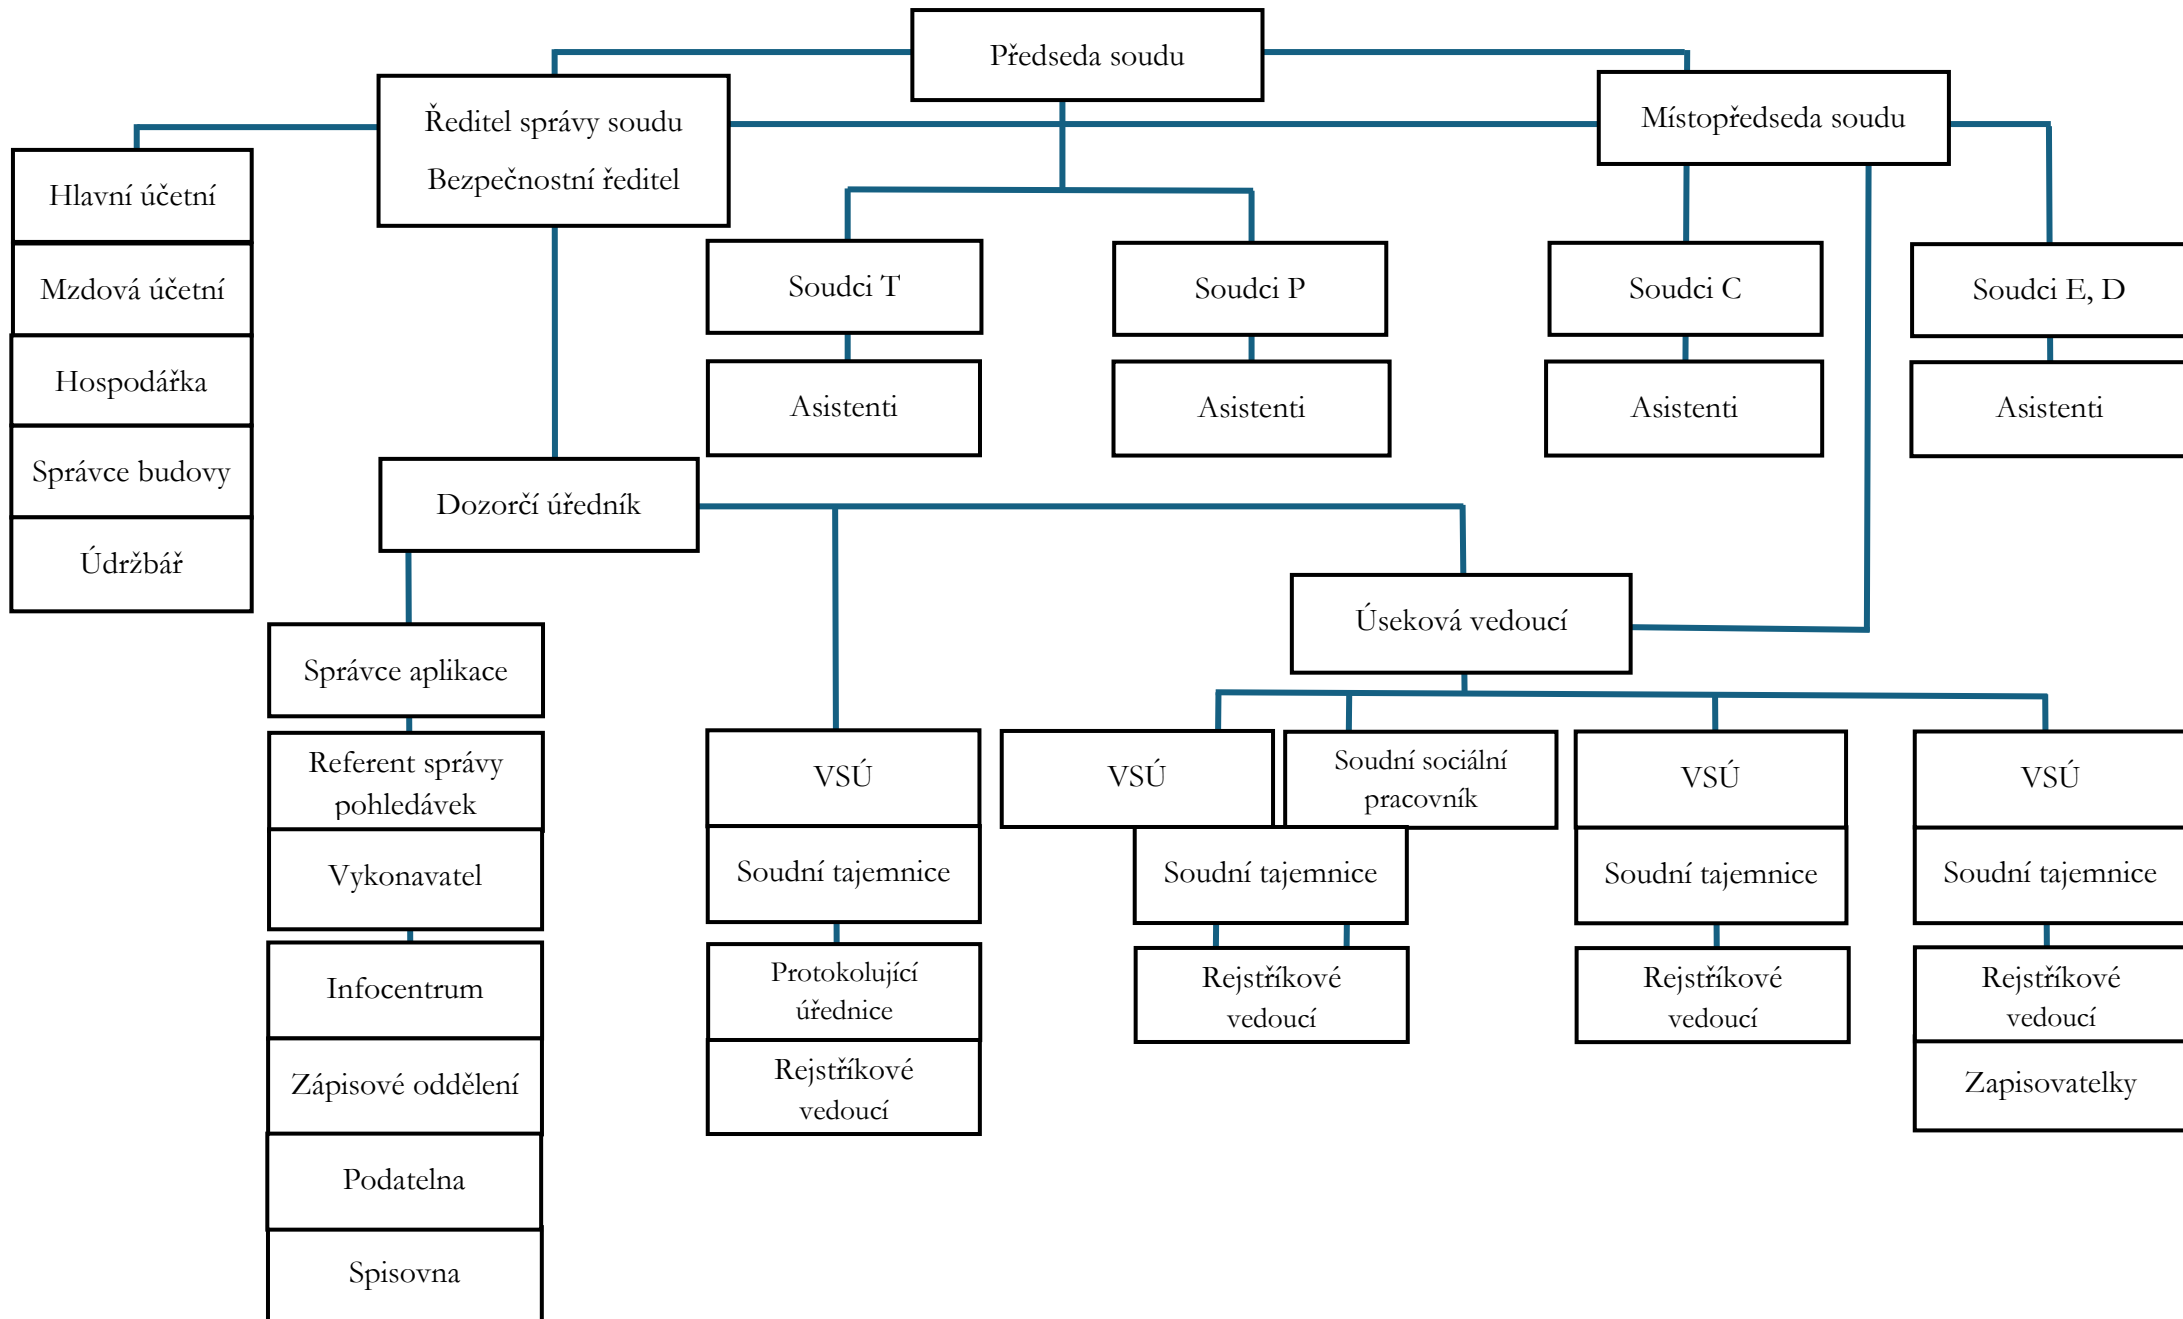 Předseda soudu
Ředitel správy soudu
Bezpečnostní ředitel
Místopředseda soudu
Hlavní účetní
Mzdová účetní
Hospodářka
Správce budovy
Údržbář
Soudci T
Soudci P
Soudci C
Soudci E, D
Asistenti
Asistenti
Asistenti
Asistenti
Dozorčí úředník
Úseková vedoucí
Správce aplikace
Referent správy
pohledávek
Vykonavatel
Infocentrum
Zápisové oddělení
Podatelna
Spisovna
VSÚ
Soudní tajemnice
Protokolující
úřednice
Rejstříkové
vedoucí
VSÚ
Soudní sociální
pracovník
Soudní tajemnice
Rejstříkové
vedoucí
VSÚ
Soudní tajemnice
Rejstříkové
vedoucí
VSÚ
Soudní tajemnice
Rejstříkové
vedoucí
Zapisovatelky